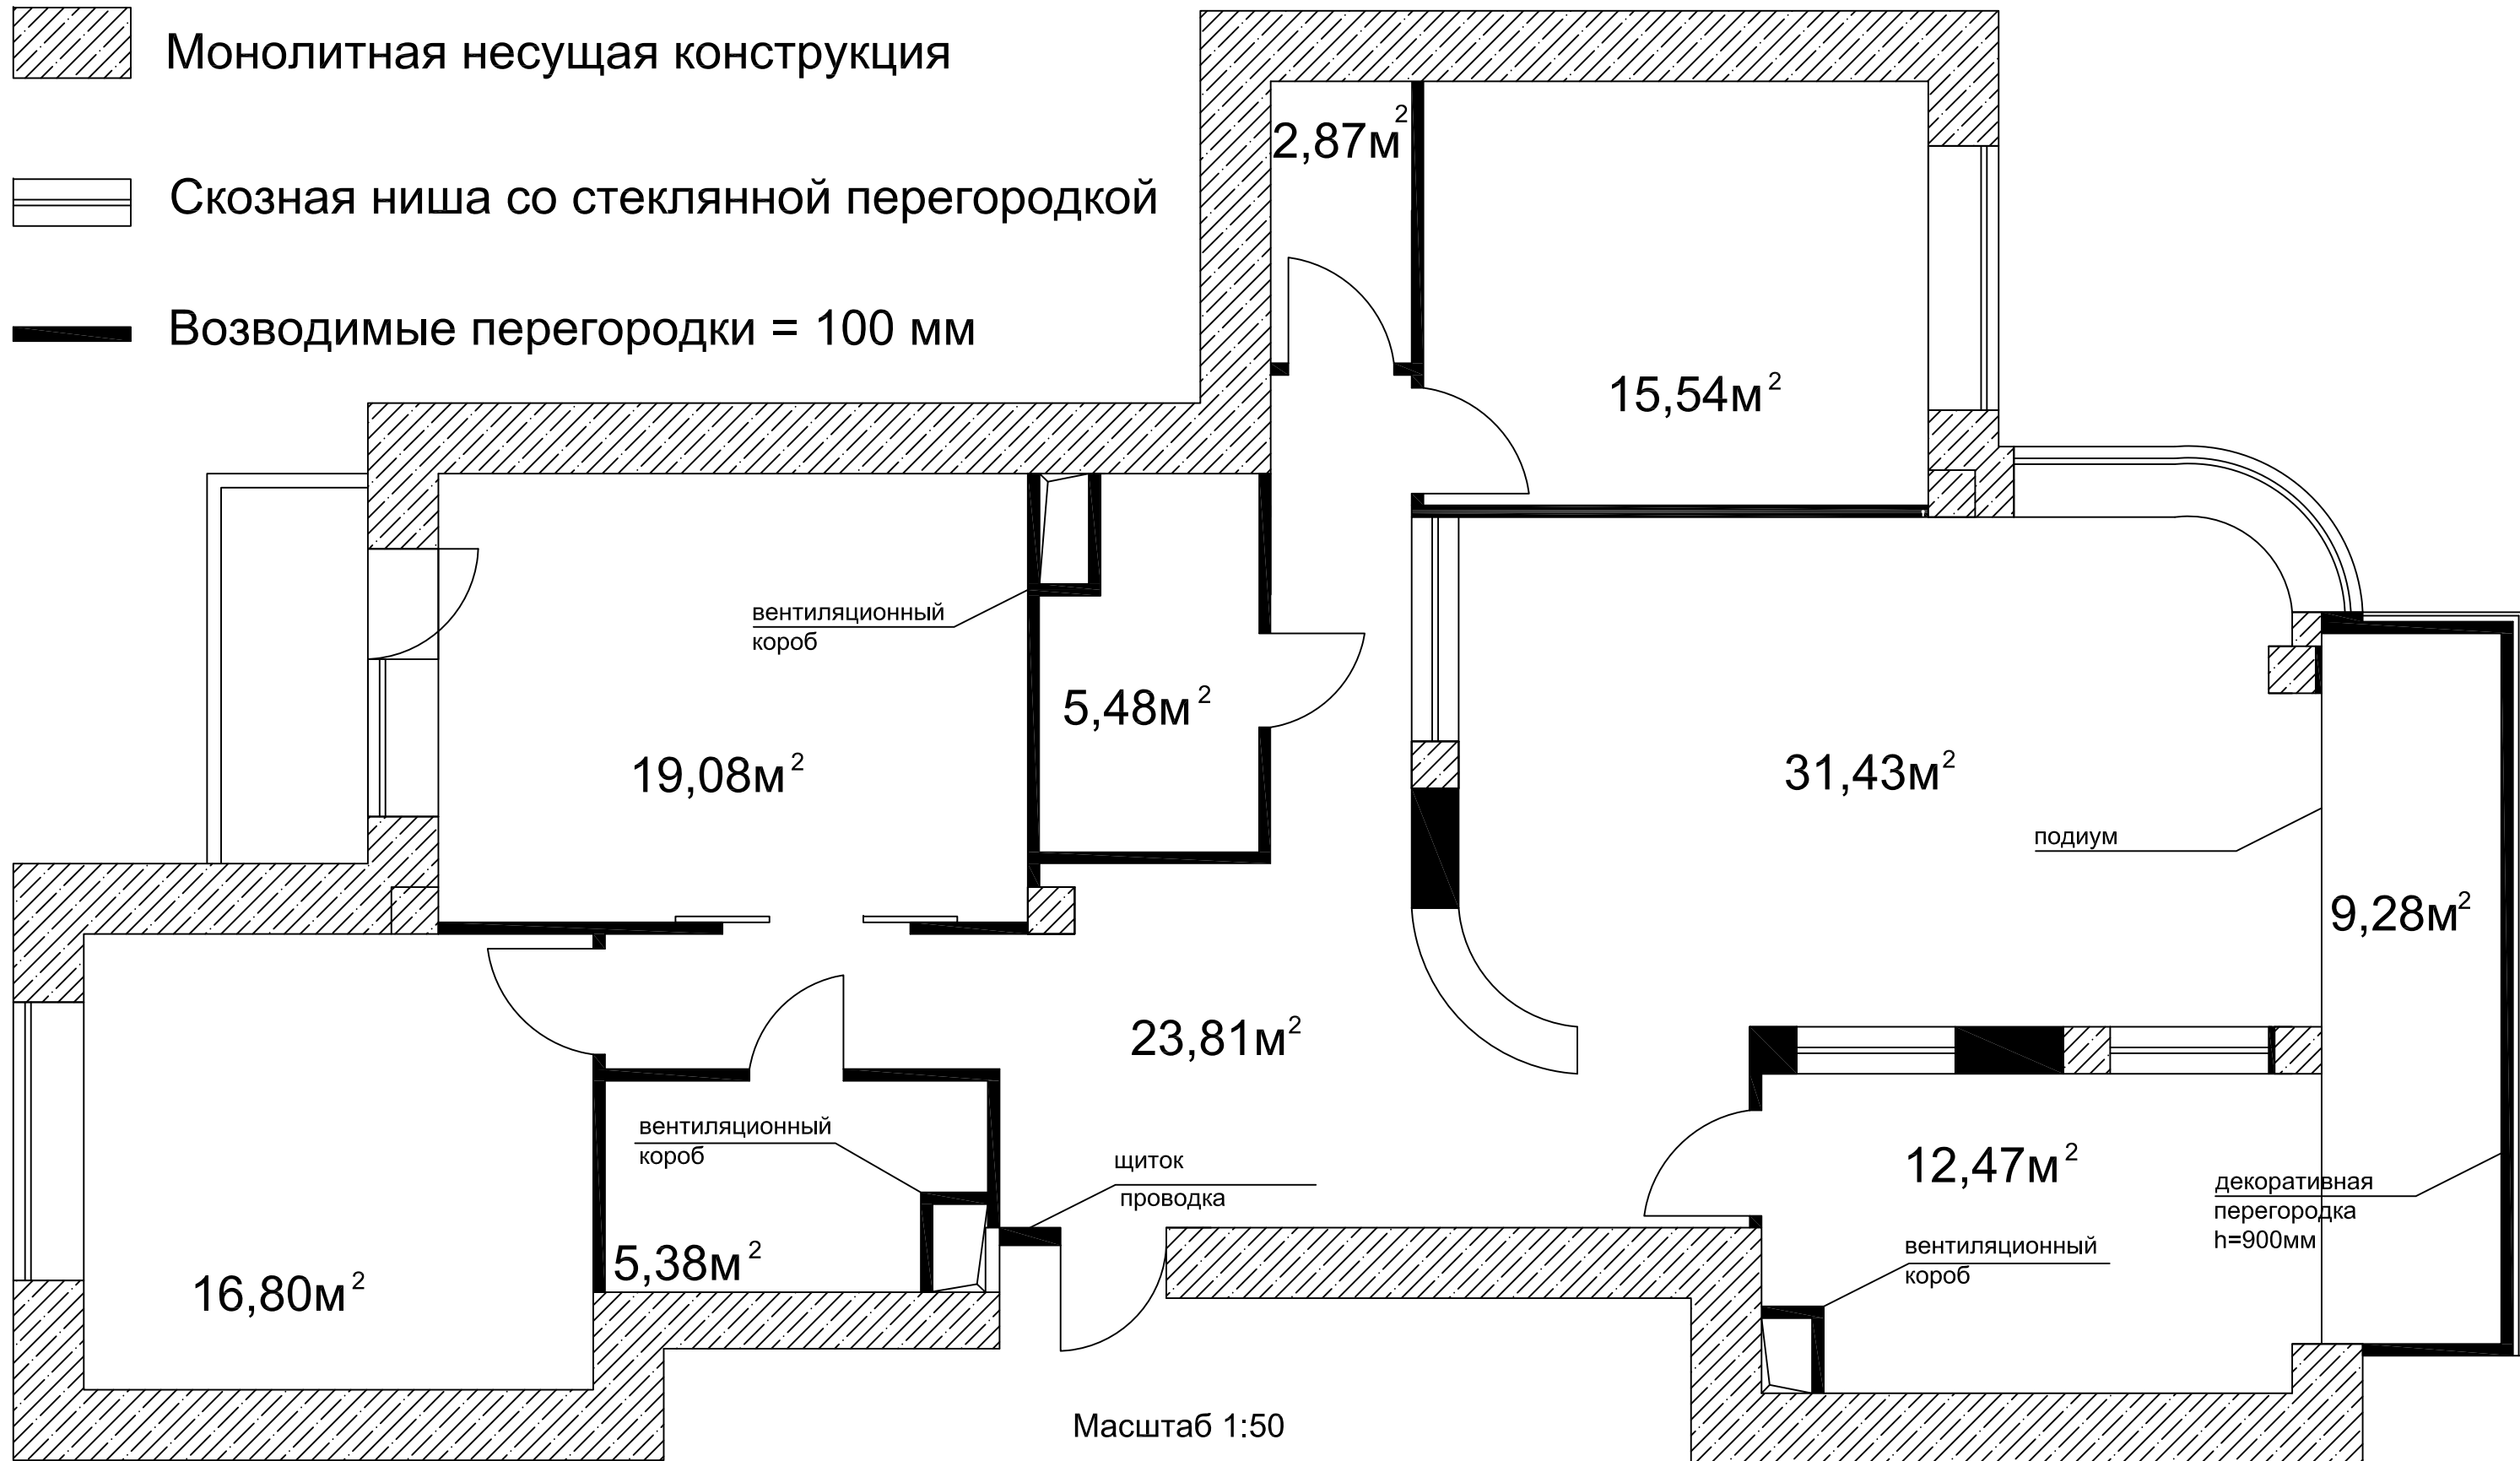 Монолитная несущая конструкция
Скозная ниша со стеклянной перегородкой
Возводимые перегородки = 100 мм
2,87м²
15,54м²
вентиляционный
короб
5,48м²
19,08м²
31,43м²
подиум
9,28м²
23,81м²
вентиляционный
короб
щиток
проводка
12,47м²
декоративная
перегородка
h=900мм
5,38м²
16,80м²
вентиляционный
короб
Масштаб 1:50